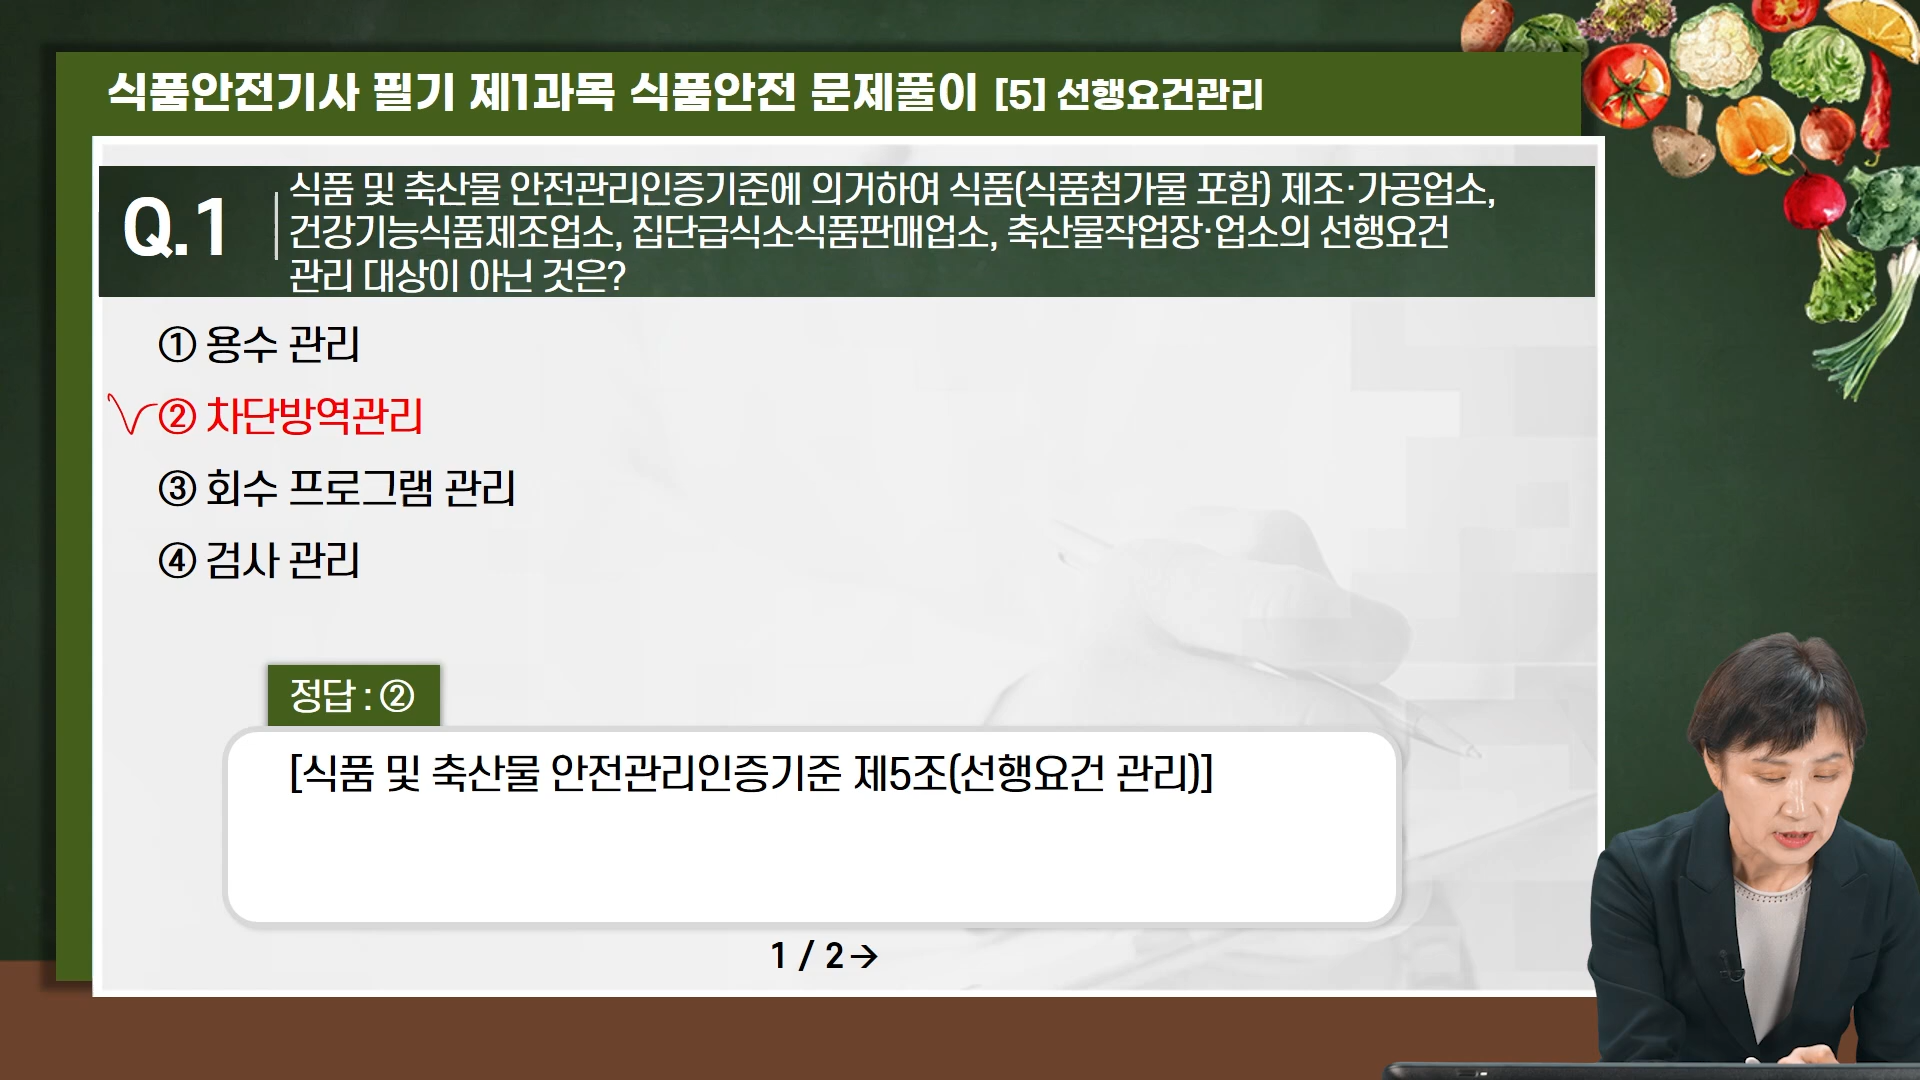 식품안전기사 필기 제1과목 식품안전 문제풀이 [5] 선행요건관리
Q.1
식품 및 축산물 안전관리인증기준에 의거하여 식품(식품첨가물 포함) 제조·가공업소,
건강기능식품제조업소, 집단급식소식품판매업소, 축산물작업장·업소의 선행요건
관리 대상이 아닌 것은?
① 용수 관리
② 차단방역관리
③ 회수 프로그램 관리
④ 검사 관리
정답 : ②
[식품 및 축산물 안전관리인증기준 제5조(선행요건 관리)]
1 / 2→